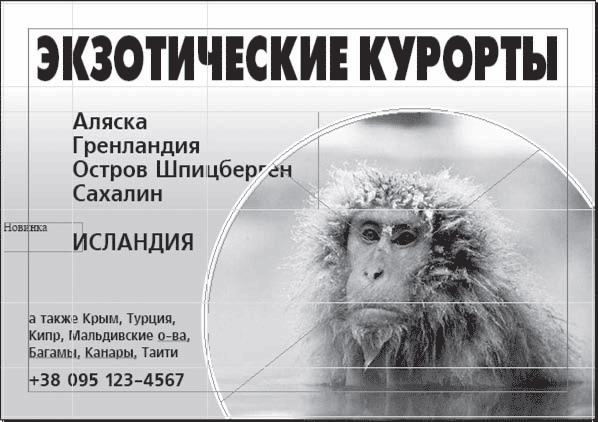 ЭКЗОТИЧЕСКИЕ КУРОРТЫ
Аляска
Гренландия
Остров Шпицберген
Сахалин
Новинка
ИСЛАНДИЯ
а также Крым, Турция,
Кипр, Мальдивские о-ва,
Багамы, Канары, Таити
+38 095 123-4567